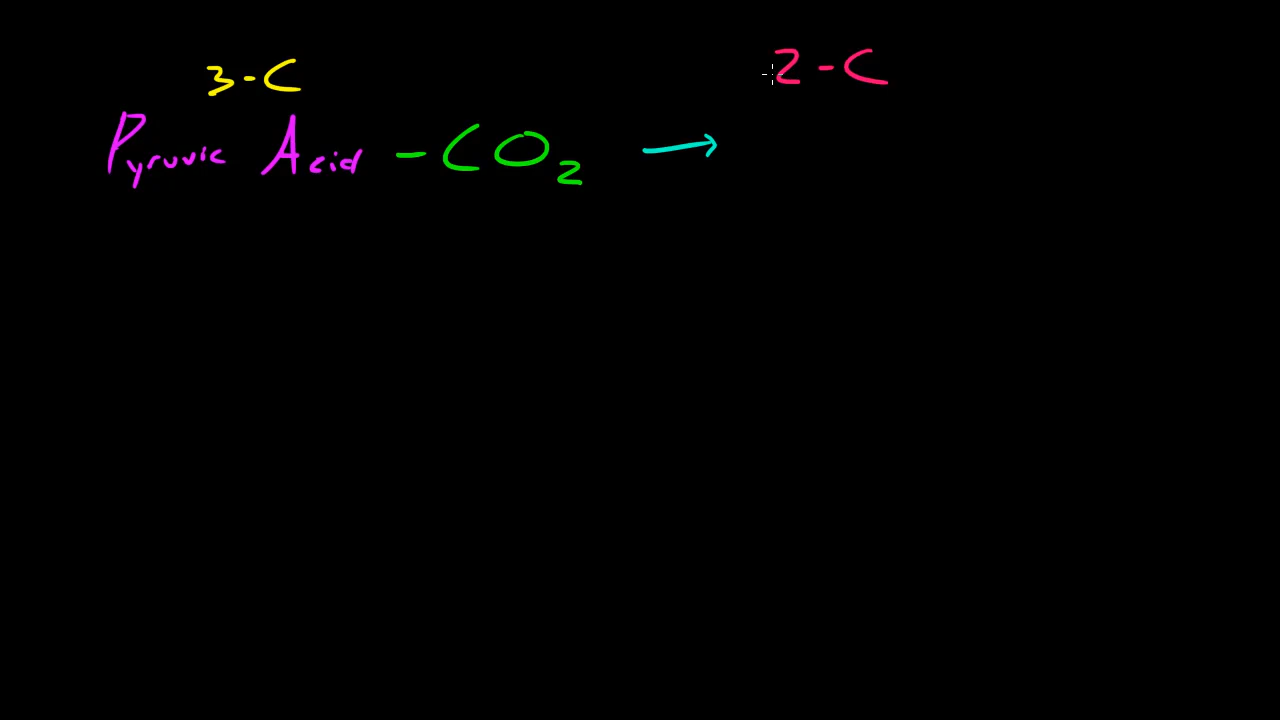 3-C 2-C
Pyruvic Acid - CO₂ →